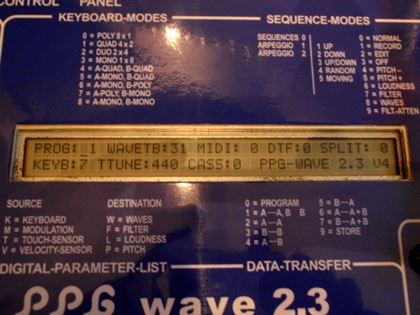 CONTROL PANEL
KEYBOARD-MODES
SEQUENCE-MODES
0 = POLY 8 x 1
1 = QUAD 4 x 2
2 = DUO 2 x 4
3 = MONO 1 x 8
4 = A-QUAD, B-QUAD
5 = A-MONO, B-QUAD
6 = A-MONO, B-POLY
7 = A-POLY, B-MONO
8 = A-MONO, B-MONO
SEQUENCES 0
ARPEGGIO 1
ARPEGGIO 2
1 UP
2 DOWN
3 UP/DOWN
4 RANDOM
5 MOVING
0 = NORMAL
1 = RECORD
2 = EDIT
3 = OFF
4 = PITCH -
5 = PITCH +
6 = LOUDNESS
7 = FILTER
8 = WAVES
9 = FILT.-ATTEN
PROG: 1 WAVETB:31 MIDI: 0 DTF:0 SPLIT: 0
KEYB:7 TTUNE:440 CASS:0 PPG-WAVE 2.3 V4
SOURCE
K = KEYBOARD
M = MODULATION
T = TOUCH-SENSOR
V = VELOCITY-SENSOR
DESTINATION
W = WAVES
F = FILTER
L = LOUDNESS
P = PITCH
0 = PROGRAM
1 = A—A, B B
2 = A—A
3 = A—B
4 = B—B
5 = B—A
6 = A—A+B
7 = B—A+B
9 = STORE
DIGITAL-PARAMETER-LIST
DATA-TRANSFER
PPG wave 2.3